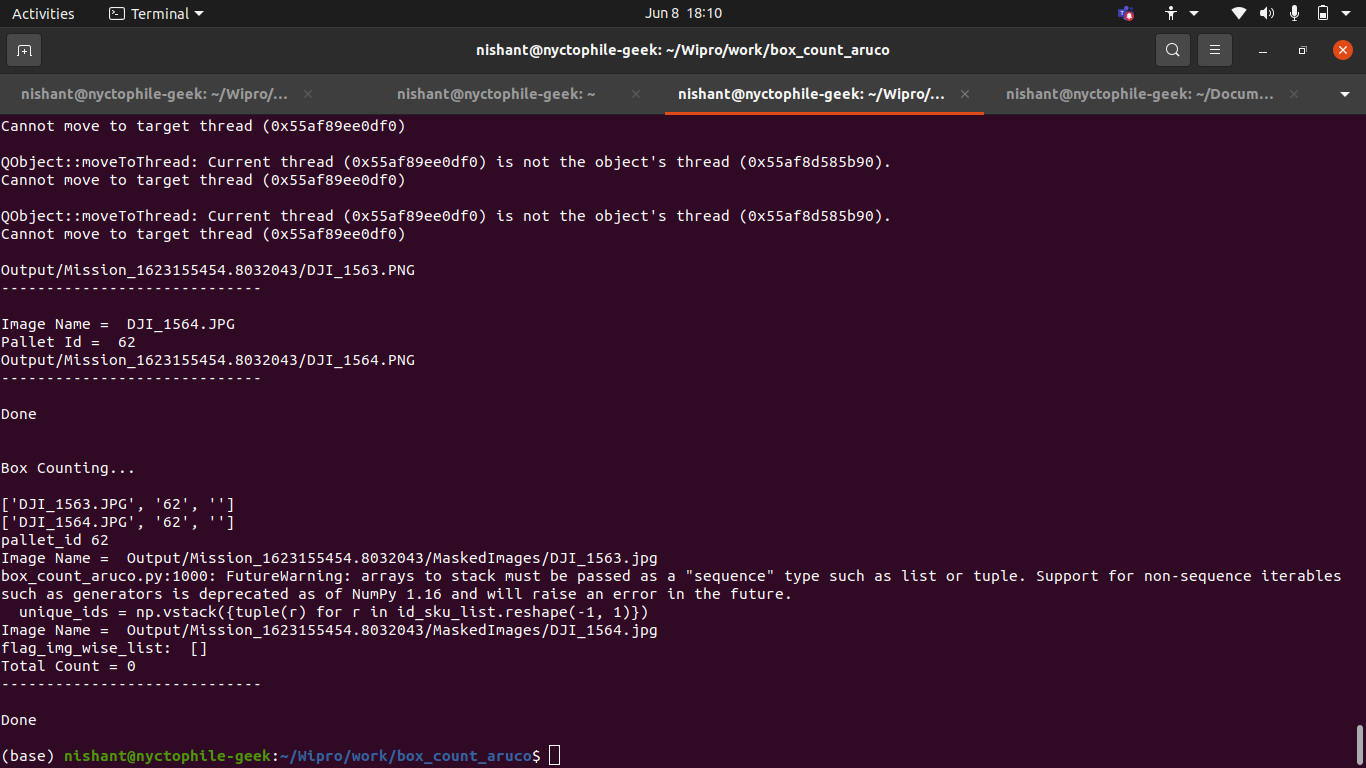 Activities Terminal Jun 8 18:10
nishant@nyctophile-geek: ~/Wipro/work/box_count_aruco
nishant@nyctophile-geek: ~/Wipro/... nishant@nyctophile-geek: ~ nishant@nyctophile-geek: ~/Wipro/... nishant@nyctophile-geek: ~/Docum...
Cannot move to target thread (0x55af89ee0df0)
QObject::moveToThread: Current thread (0x55af89ee0df0) is not the object's thread (0x55af8d585b90).
Cannot move to target thread (0x55af89ee0df0)
QObject::moveToThread: Current thread (0x55af89ee0df0) is not the object's thread (0x55af8d585b90).
Cannot move to target thread (0x55af89ee0df0)
Output/Mission_1623155454.8032043/DJI_1563.PNG
-----------------------------
Image Name =  DJI_1564.JPG
Pallet Id =  62
Output/Mission_1623155454.8032043/DJI_1564.PNG
-----------------------------
Done
Box Counting...
['DJI_1563.JPG', '62', '']
['DJI_1564.JPG', '62', '']
pallet_id 62
Image Name =  Output/Mission_1623155454.8032043/MaskedImages/DJI_1563.jpg
box_count_aruco.py:1000: FutureWarning: arrays to stack must be passed as a "sequence" type such as list or tuple. Support for non-sequence iterables
such as generators is deprecated as of NumPy 1.16 and will raise an error in the future.
  unique_ids = np.vstack({tuple(r) for r in id_sku_list.reshape(-1, 1)})
Image Name =  Output/Mission_1623155454.8032043/MaskedImages/DJI_1564.jpg
flag_img_wise_list:  []
Total Count = 0
-----------------------------
Done
(base) nishant@nyctophile-geek:~/Wipro/work/box_count_aruco$